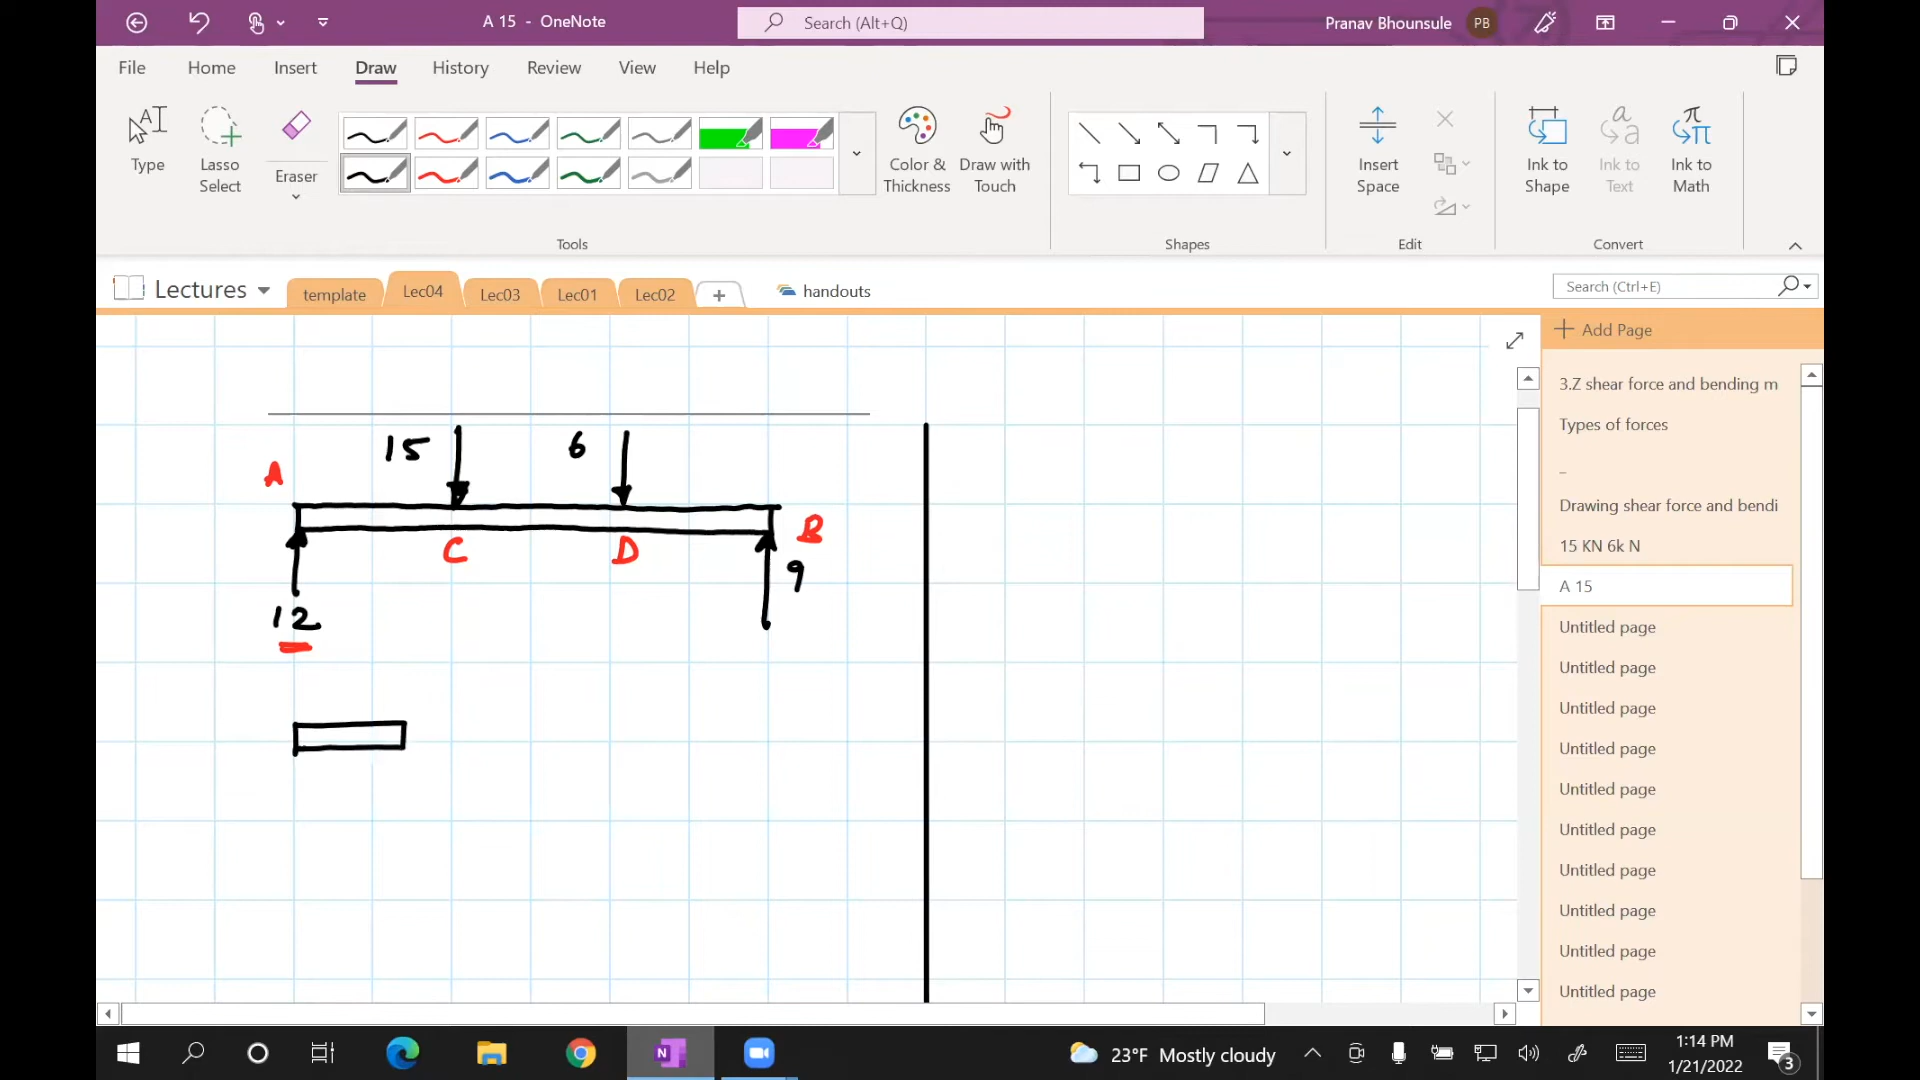 A 15 - OneNote
Search (Alt+Q)
Pranav Bhounsule
PB
File
Home
Insert
Draw
History
Review
View
Help
Type
Lasso
Select
Eraser
Color &
Thickness
Draw with
Touch
Insert
Space
Ink to
Shape
Ink to
Text
Ink to
Math
Tools
Shapes
Edit
Convert
Lectures
template
Lec04
Lec03
Lec01
Lec02
handouts
Search (Ctrl+E)
Add Page
3.Z shear force and bending m
Types of forces
Drawing shear force and bendi
15 KN 6k N
A 15
Untitled page
Untitled page
Untitled page
Untitled page
Untitled page
Untitled page
Untitled page
Untitled page
Untitled page
Untitled page
15
6
A
B
C
D
9
12
23°F Mostly cloudy
1:14 PM
1/21/2022
3